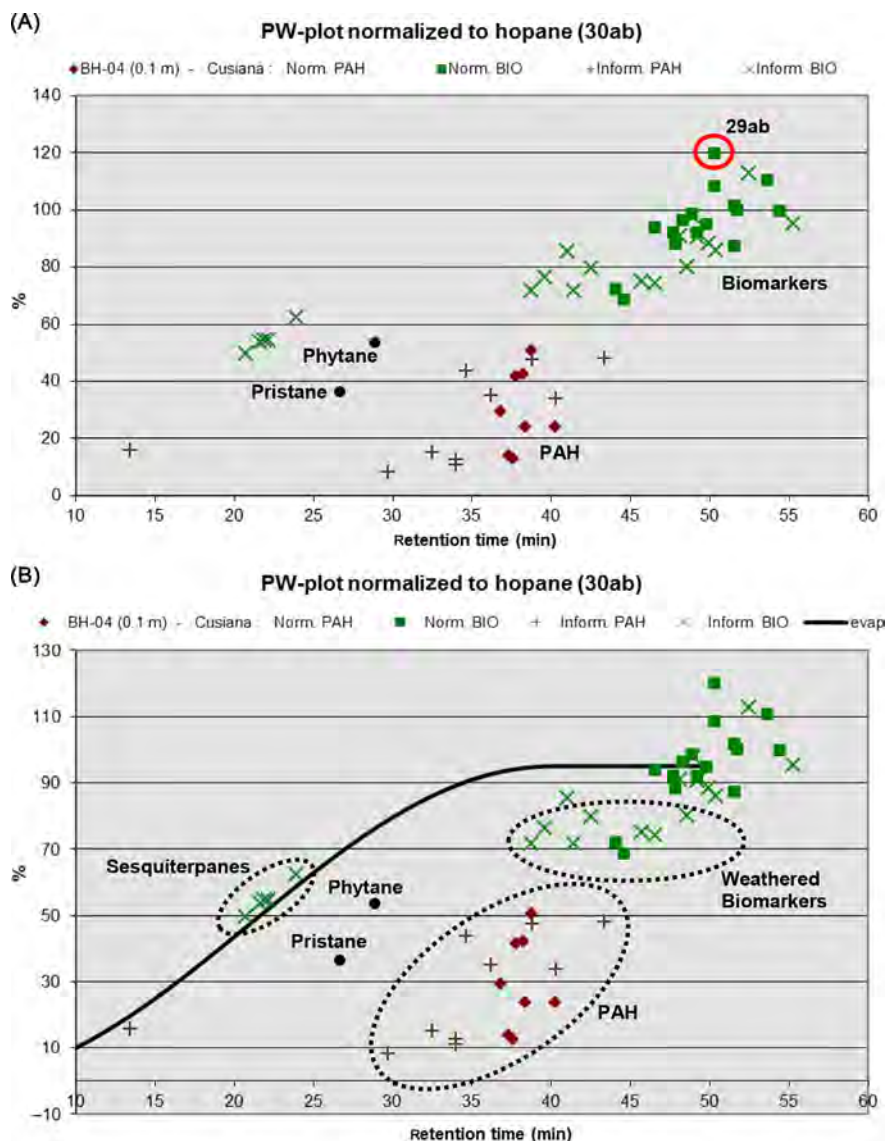 (A)
PW-plot normalized to hopane (30ab)
BH-04 (0.1 m) - Cusiana : Norm. PAH Norm. BIO Inform. PAH Inform. BIO
140
120
100
80
60
40
20
0
%
29ab
Biomarkers
Phytane
Pristane
PAH
10 15 20 25 30 35 40 45 50 55 60
Retention time (min)
(B)
PW-plot normalized to hopane (30ab)
BH-04 (0.1 m) - Cusiana : Norm. PAH Norm. BIO Inform. PAH Inform. BIO evap
130
110
90
70
50
30
10
−10
%
Sesquiterpanes
Phytane
Pristane
Weathered
Biomarkers
PAH
10 15 20 25 30 35 40 45 50 55 60
Retention time (min)